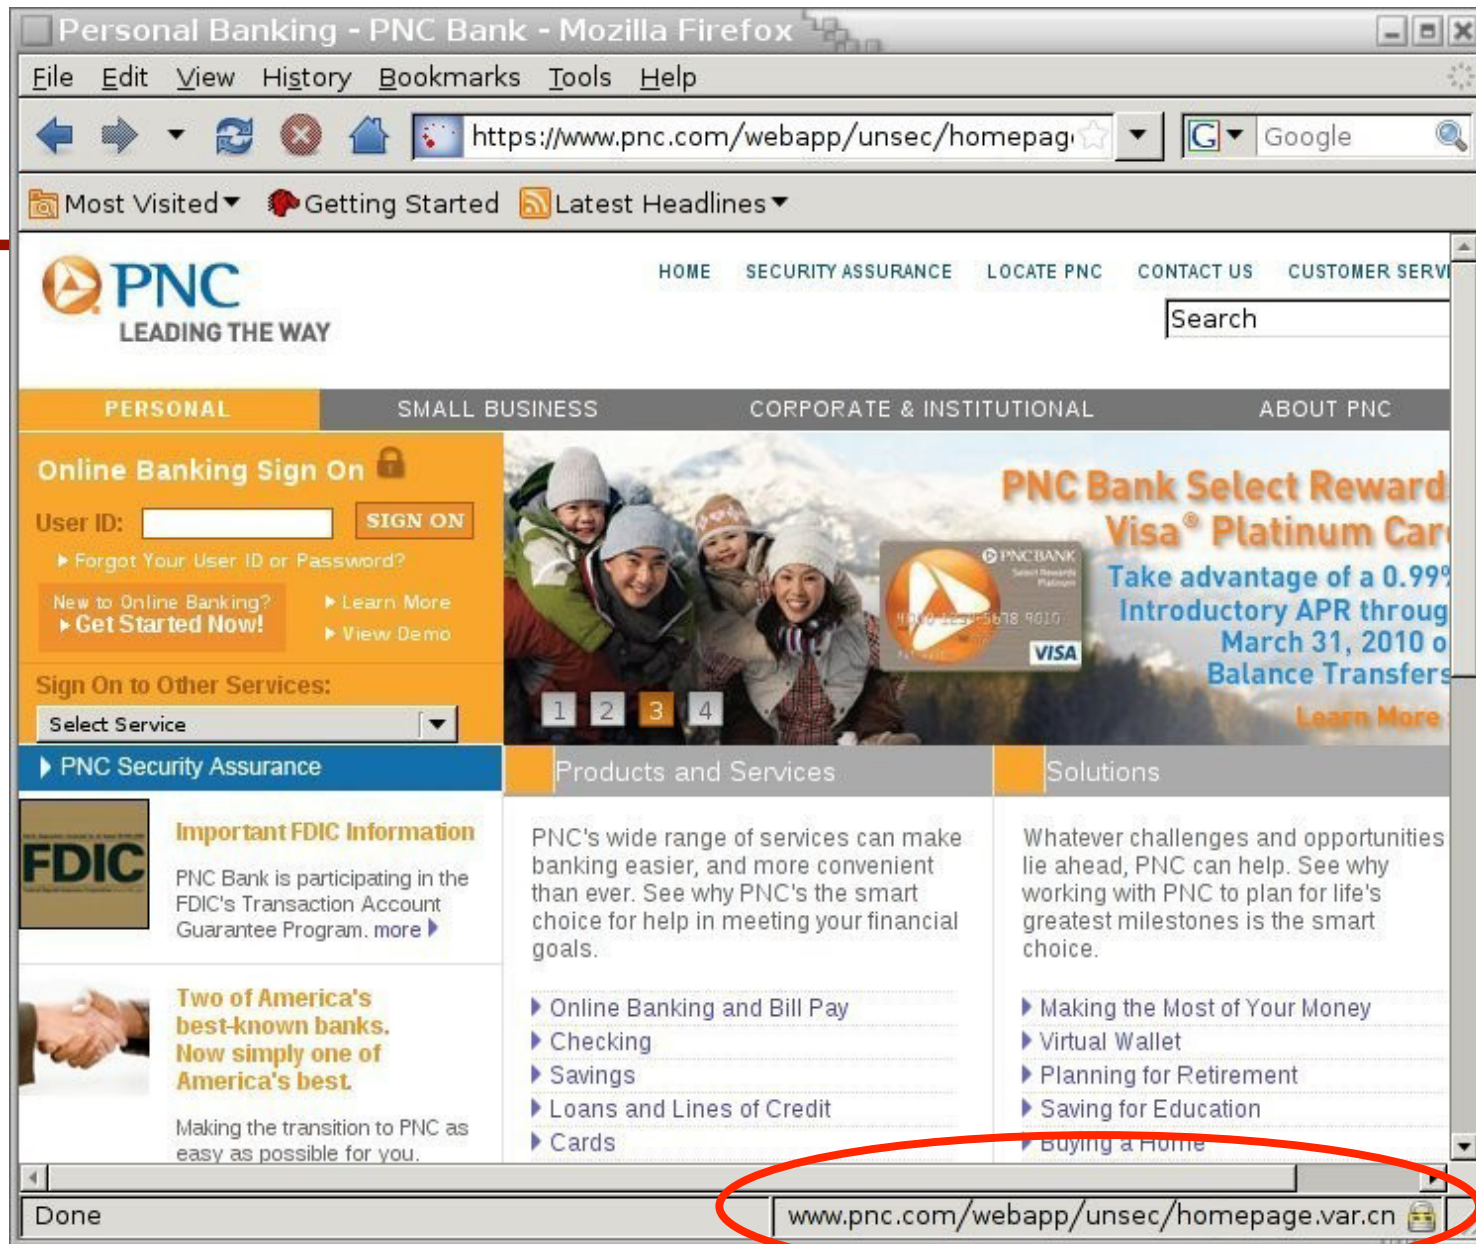 Personal Banking - PNC Bank - Mozilla Firefox
File Edit View History Bookmarks Tools Help
https://www.pnc.com/webapp/unsec/homepag
G Google
Most Visited Getting Started Latest Headlines
PNC
LEADING THE WAY
HOME SECURITY ASSURANCE LOCATE PNC CONTACT US CUSTOMER SERVI
Search
PERSONAL SMALL BUSINESS CORPORATE & INSTITUTIONAL ABOUT PNC
Online Banking Sign On
User ID: SIGN ON
Forgot Your User ID or Password?
New to Online Banking?
Get Started Now!
Learn More
View Demo
Sign On to Other Services:
Select Service
1 2 3 4
PNCBANK
Select Rewards
Platinum
5678 9010
VISA
PNC Bank Select Reward
Visa® Platinum Car
Take advantage of a 0.99%
Introductory APR throug
March 31, 2010 o
Balance Transfers
Learn More
PNC Security Assurance
FDIC
Important FDIC Information
PNC Bank is participating in the
FDIC's Transaction Account
Guarantee Program. more
Two of America's
best-known banks.
Now simply one of
America's best.
Making the transition to PNC as
easy as possible for you.
Products and Services
PNC's wide range of services can make
banking easier, and more convenient
than ever. See why PNC's the smart
choice for help in meeting your financial
goals.
Online Banking and Bill Pay
Checking
Savings
Loans and Lines of Credit
Cards
Solutions
Whatever challenges and opportunities
lie ahead, PNC can help. See why
working with PNC to plan for life's
greatest milestones is the smart
choice.
Making the Most of Your Money
Virtual Wallet
Planning for Retirement
Saving for Education
Buying a Home
Done
www.pnc.com/webapp/unsec/homepage.var.cn